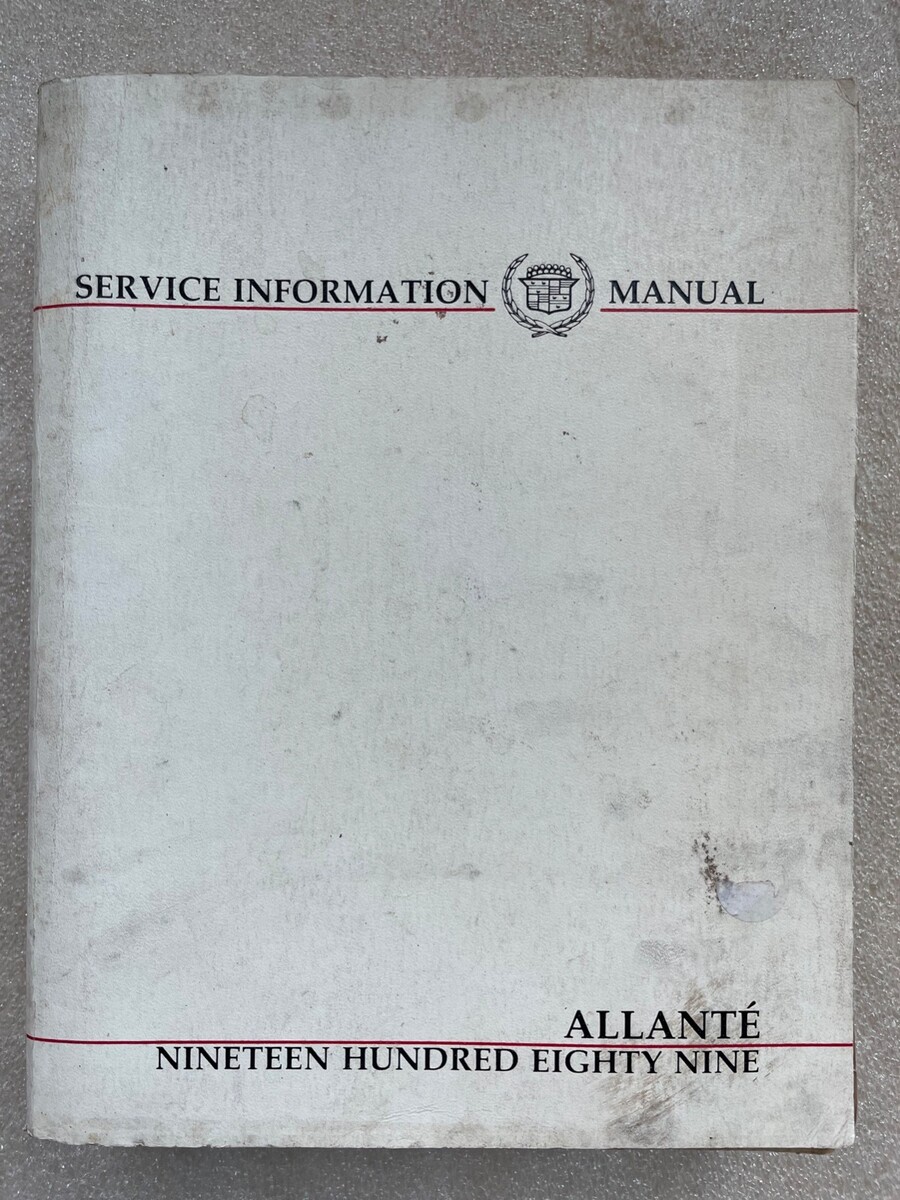 SERVICE INFORMATION MANUAL
ALLANTÉ
NINETEEN HUNDRED EIGHTY NINE